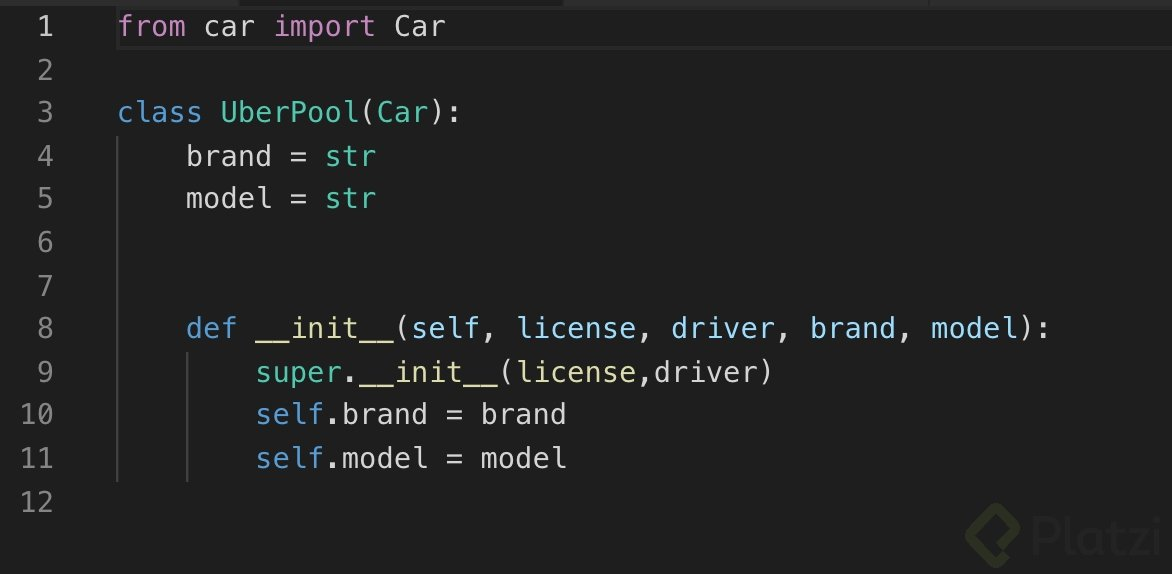 1 from car import Car
2
3 class UberPool(Car):
4     brand = str
5     model = str
6
7
8     def __init__(self, license, driver, brand, model):
9         super.__init__(license,driver)
10         self.brand = brand
11         self.model = model
12
Platzi